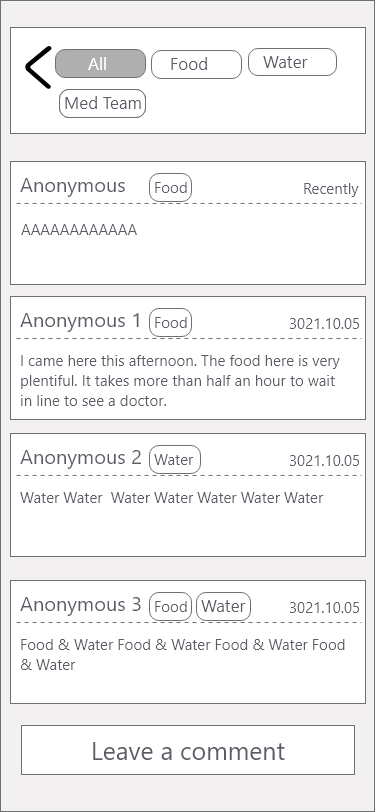 All Food Water
Med Team
Anonymous Food Recently
AAAAAAAAAAAA
Anonymous 1 Food 3021.10.05
I came here this afternoon. The food here is very
plentiful. It takes more than half an hour to wait
in line to see a doctor.
Anonymous 2 Water 3021.10.05
Water Water  Water Water Water Water Water
Anonymous 3 Food Water 3021.10.05
Food & Water Food & Water Food & Water Food
& Water
Leave a comment